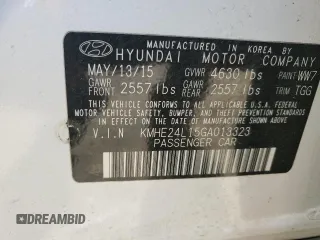 MANUFACTURED IN KOREA BY
HYUNDAI MOTOR COMPANY
MAY/13/15 GVWR 4630 lbs PAINT WW7
GAWR FRONT 2557 lbs GAWR REAR 2557 lbs TRIM TGG
THIS VEHICLE CONFORMS TO ALL APPLICABLE
FEDERAL MOTOR VEHICLE SAFETY, BUMPER, AND
THEFT PREVENTION STANDARDS IN EFFECT ON THE
DATE OF MANUFACTURE SHOWN ABOVE.
V.I.N KMHE24L15GA013323
PASSENGER CAR
DEALERSHIP.COM